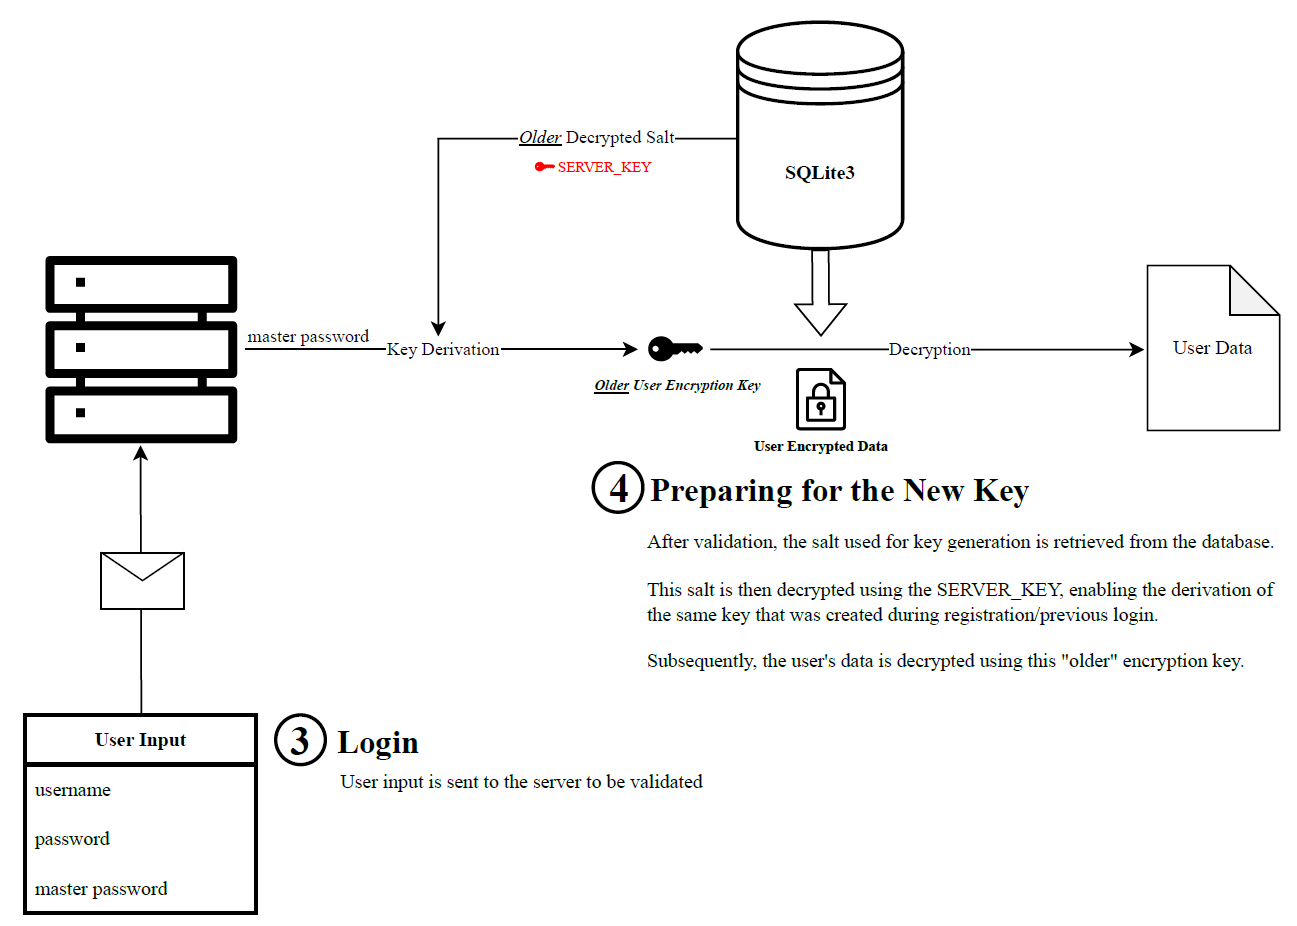 SQLite3
Older Decrypted Salt
SERVER_KEY
master password
Key Derivation
Older User Encryption Key
Decryption
User Data
User Encrypted Data
4 Preparing for the New Key
After validation, the salt used for key generation is retrieved from the database.
This salt is then decrypted using the SERVER_KEY, enabling the derivation of
the same key that was created during registration/previous login.
Subsequently, the user's data is decrypted using this "older" encryption key.
User Input
username
password
master password
3 Login
User input is sent to the server to be validated